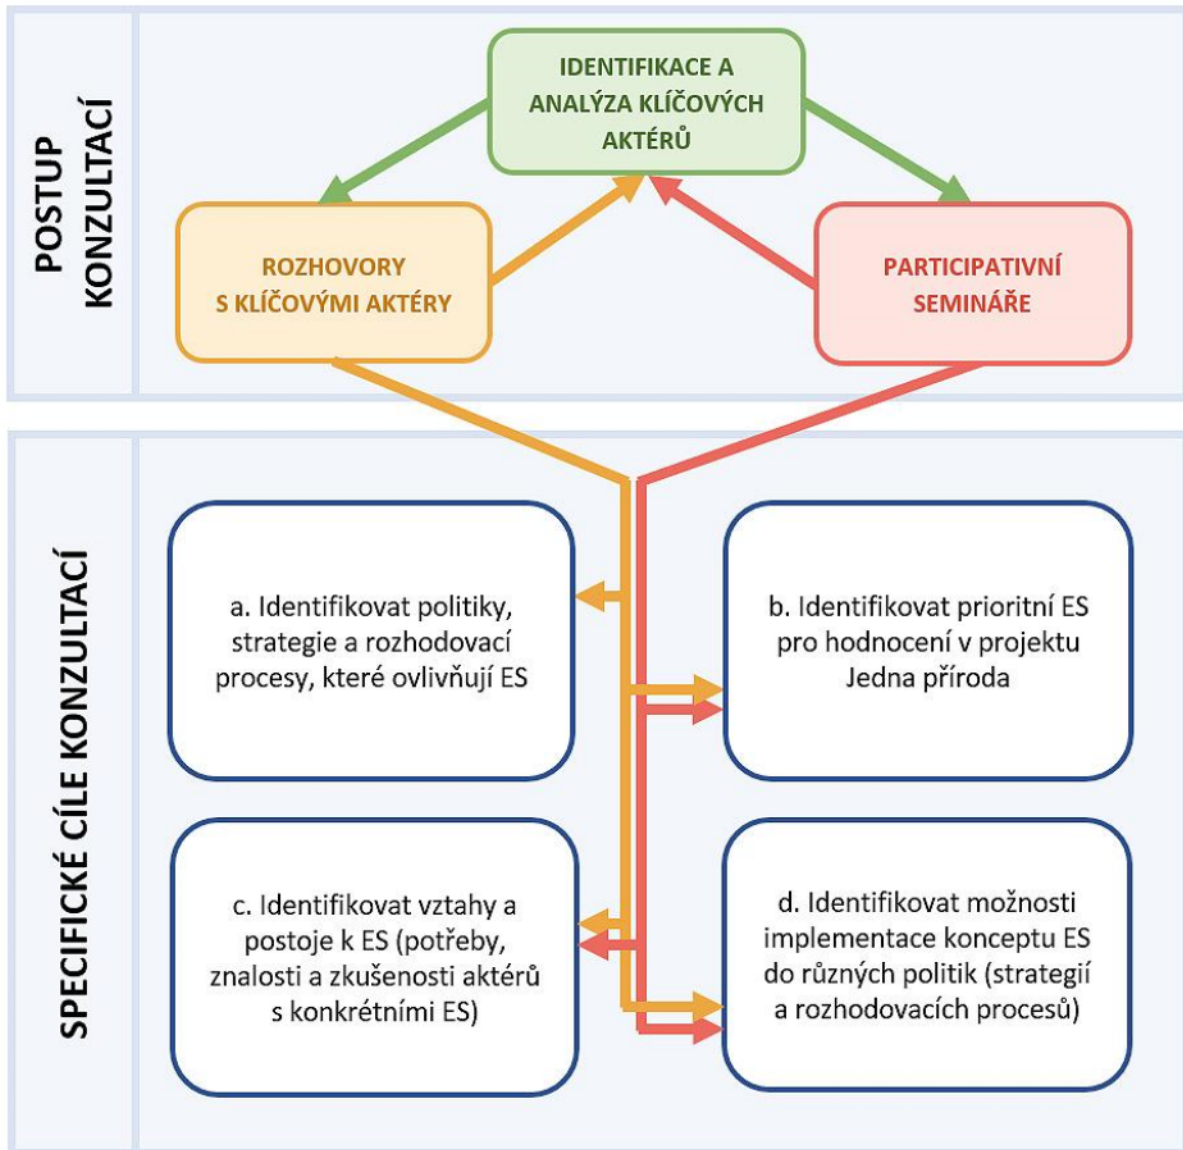 POSTUP
KONZULTACÍ
IDENTIFIKACE A
ANALÝZA KLÍČOVÝCH
AKTÉRŮ
ROZHOVORY
S KLÍČOVÝMI AKTÉRY
PARTICIPATIVNÍ
SEMINÁŘE
SPECIFICKÉ CÍLE KONZULTACÍ
a. Identifikovat politiky,
strategie a rozhodovací
procesy, které ovlivňují ES
b. Identifikovat prioritní ES
pro hodnocení v projektu
Jedna příroda
c. Identifikovat vztahy a
postoje k ES (potřeby,
znalosti a zkušenosti aktérů
s konkrétními ES)
d. Identifikovat možnosti
implementace konceptu ES
do různých politik (strategií
a rozhodovacích procesů)